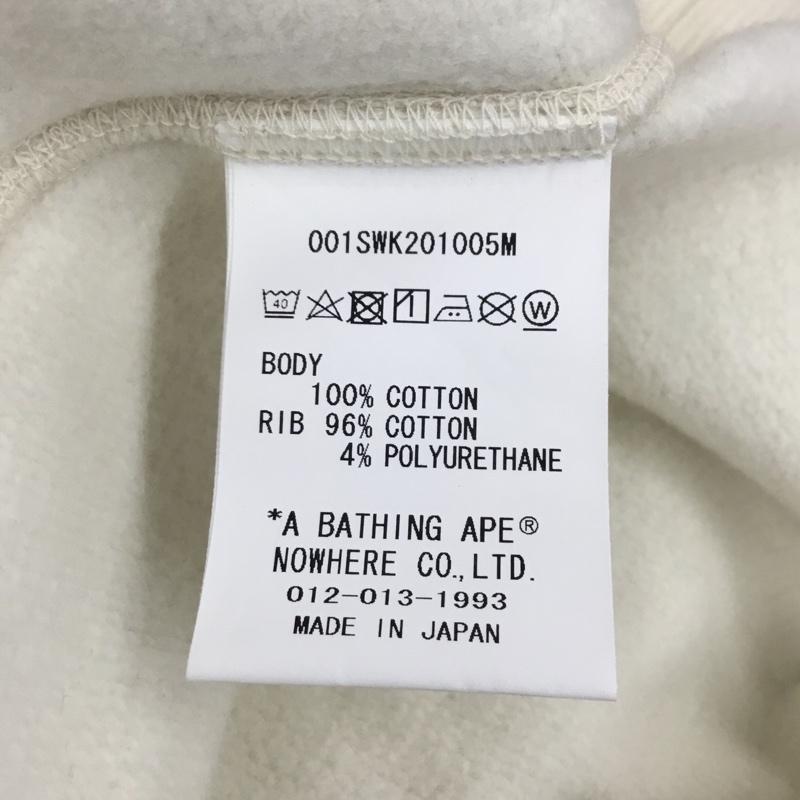 001SWK201005M
40 W
BODY
100% COTTON
RIB 96% COTTON
4% POLYURETHANE
*A BATHING APE®
NOWHERE CO.,LTD.
012-013-1993
MADE IN JAPAN